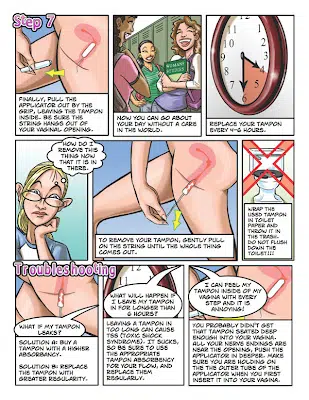 Step 7
FINALLY, PULL THE
APPLICATOR OUT BY THE
GRIP, LEAVING THE TAMPON
INSIDE. BE SURE THE
STRING HANGS OUT OF
YOUR VAGINAL OPENING.
WOMENS
STUDIES
NOW YOU CAN GO ABOUT
YOUR DAY WITHOUT A CARE
IN THE WORLD.
REPLACE YOUR TAMPON
EVERY 4-6 HOURS.
HOW DO I
REMOVE THIS
THING NOW
THAT IT IS IN
THERE.
TO REMOVE YOUR TAMPON, GENTLY PULL
ON THE STRING UNTIL THE WHOLE THING
COMES OUT.
WRAP THE
USED TAMPON
IN TOILET
PAPER AND
THROW IT IN
THE TRASH.
DO NOT FLUSH
DOWN THE
TOILET!!!
Troubleshooting
WHAT IF MY TAMPON
LEAKS?
SOLUTION A: BUY A
TAMPON WITH A HIGHER
ABSORBENCY.
SOLUTION B: REPLACE
THE TAMPON WITH
GREATER REGULARITY.
WHAT WILL HAPPEN IF
I LEAVE MY TAMPON
IN FOR LONGER THAN
6 HOURS?
LEAVING A TAMPON IN
TOO LONG CAN CAUSE
TSS (TOXIC SHOCK
SYNDROME). IT SUCKS,
SO BE SURE TO USE
THE APPROPRIATE
TAMPON ABSORBENCY
FOR YOUR FLOW, AND
REPLACE THEM
REGULARLY.
I CAN FEEL MY
TAMPON INSIDE OF MY
VAGINA WITH EVERY
STEP AND IT IS
ANNOYING!
YOU PROBABLY DIDN'T GET
THAT TAMPON SEATED DEEP
ENOUGH INTO YOUR VAGINA.
ALL YOUR NERVE ENDINGS ARE
NEAR THE OPENING, PUSH THE
APPLICATOR IN DEEPER. MAKE
SURE YOU ARE HOLDING ON
THE THE OUTER TUBE OF THE
APPLICATOR WHEN YOU FIRST
INSERT IT INTO YOUR VAGINA.